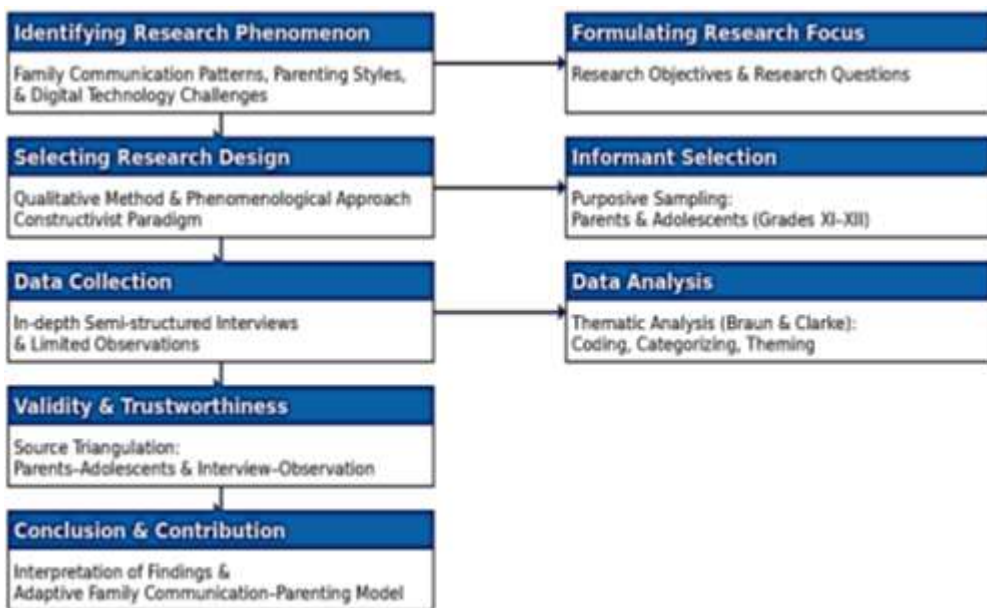 Identifying Research Phenomenon
Family Communication Patterns, Parenting Styles,
& Digital Technology Challenges
Formulating Research Focus
Research Objectives & Research Questions
Selecting Research Design
Qualitative Method & Phenomenological Approach
Constructivist Paradigm
Informant Selection
Purposive Sampling:
Parents & Adolescents (Grades XI–XII)
Data Collection
In-depth Semi-structured Interviews
& Limited Observations
Data Analysis
Thematic Analysis (Braun & Clarke):
Coding, Categorizing, Theming
Validity & Trustworthiness
Source Triangulation:
Parents–Adolescents & Interview–Observation
Conclusion & Contribution
Interpretation of Findings &
Adaptive Family Communication–Parenting Model